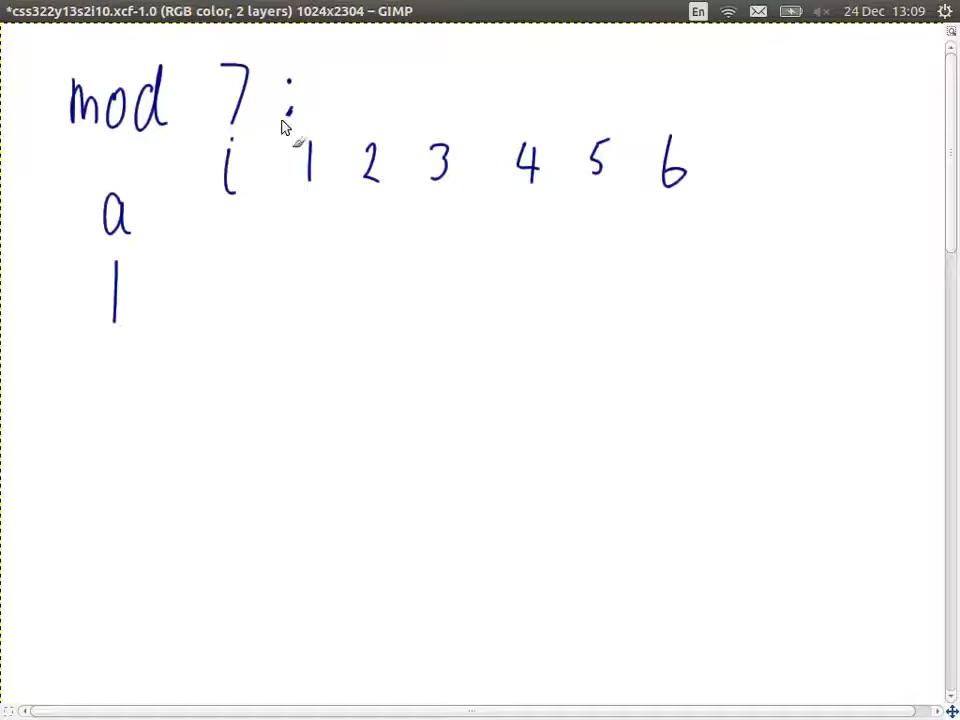 *css322y13s2i10.xcf-1.0 (RGB color, 2 layers) 1024x2304 – GIMP En 24 Dec 13:09
mod 7 :
i 1 2 3 4 5 6
a
1